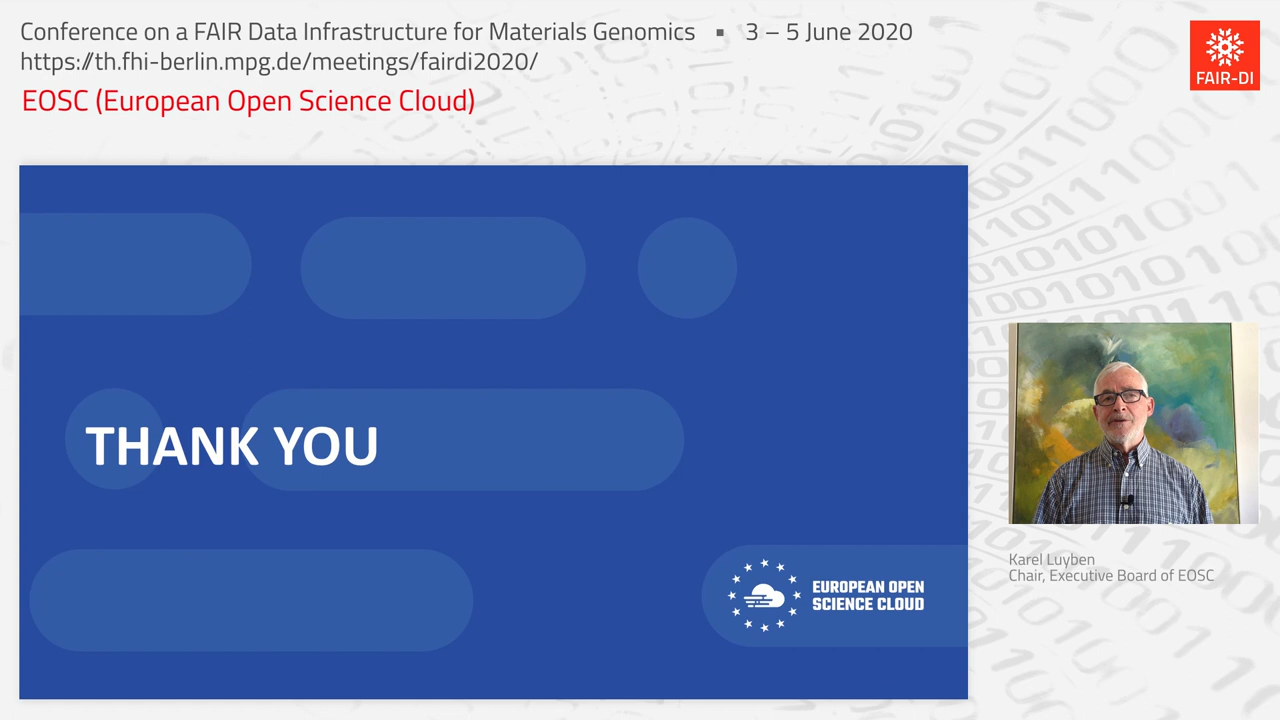 Conference on a FAIR Data Infrastructure for Materials Genomics ▪ 3 – 5 June 2020
https://th.fhi-berlin.mpg.de/meetings/fairdi2020/
EOSC (European Open Science Cloud)
FAIR-DI
THANK YOU
EUROPEAN OPEN
SCIENCE CLOUD
Karel Luyben
Chair, Executive Board of EOSC